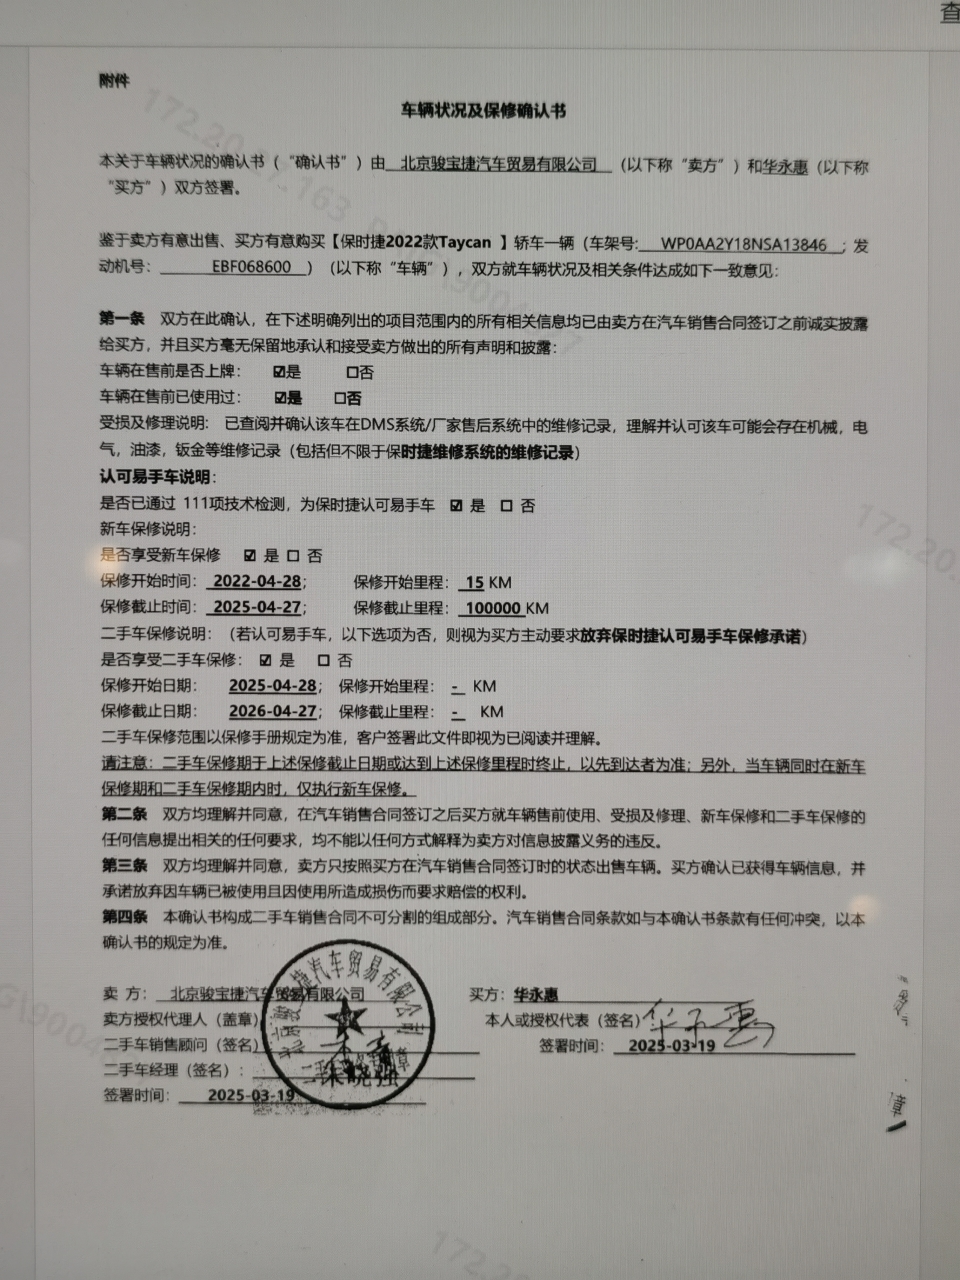 查
附件
车辆状况及保修确认书
本关于车辆状况的确认书（“确认书”）由 北京骏宝捷汽车贸易有限公司 （以下称“卖方”）和华永惠（以下称
“买方”）双方签署。
鉴于卖方有意出售、买方有意购买【保时捷2022款Taycan 】轿车一辆（车架号: WP0AA2Y18NSA13846 ；发
动机号： EBF068600 ）（以下称“车辆”），双方就车辆状况及相关条件达成如下一致意见：
第一条 双方在此确认，在下述明确列出的项目范围内的所有相关信息均已由卖方在汽车销售合同签订之前诚实披露
给买方，并且买方毫无保留地承认和接受卖方做出的所有声明和披露：
车辆在售前是否上牌： ☑是 □否
车辆在售前已使用过： ☑是 □否
受损及修理说明: 已查阅并确认该车在DMS系统/厂家售后系统中的维修记录，理解并认可该车可能会存在机械，电
气，油漆，钣金等维修记录（包括但不限于保时捷维修系统的维修记录）
认可易手车说明：
是否已通过 111项技术检测，为保时捷认可易手车 ☑ 是 □ 否
新车保修说明：
是否享受新车保修 ☑ 是 □ 否
保修开始时间： 2022-04-28； 保修开始里程： 15 KM
保修截止时间： 2025-04-27； 保修截止里程： 100000 KM
二手车保修说明：（若认可易手车，以下选项为否，则视为买方主动要求放弃保时捷认可易手车保修承诺）
是否享受二手车保修： ☑ 是 □ 否
保修开始日期： 2025-04-28； 保修开始里程： - KM
保修截止日期： 2026-04-27； 保修截止里程： - KM
二手车保修范围以保修手册规定为准，客户签署此文件即视为已阅读并理解。
请注意：二手车保修期于上述保修截止日期或达到上述保修里程时终止，以先到达者为准；另外，当车辆同时在新车
保修期和二手车保修期内时，仅执行新车保修。
第二条 双方均理解并同意，在汽车销售合同签订之后买方就车辆售前使用、受损及修理、新车保修和二手车保修的
任何信息提出相关的任何要求，均不能以任何方式解释为卖方对信息披露义务的违反。
第三条 双方均理解并同意，卖方只按照买方在汽车销售合同签订时的状态出售车辆。买方确认已获得车辆信息，并
承诺放弃因车辆已被使用且因使用所造成损伤而要求赔偿的权利。
第四条 本确认书构成二手车销售合同不可分割的组成部分。汽车销售合同条款如与本确认书条款有任何冲突，以本
确认书的规定为准。
卖 方： 北京骏宝捷汽车贸易有限公司 买方：华永惠
卖方授权代理人（盖章） 本人或授权代表（签名） 华永惠
二手车销售顾问（签名） 签署时间： 2025-03-19
二手车经理（签名）：
签署时间： 2025-03-19
章